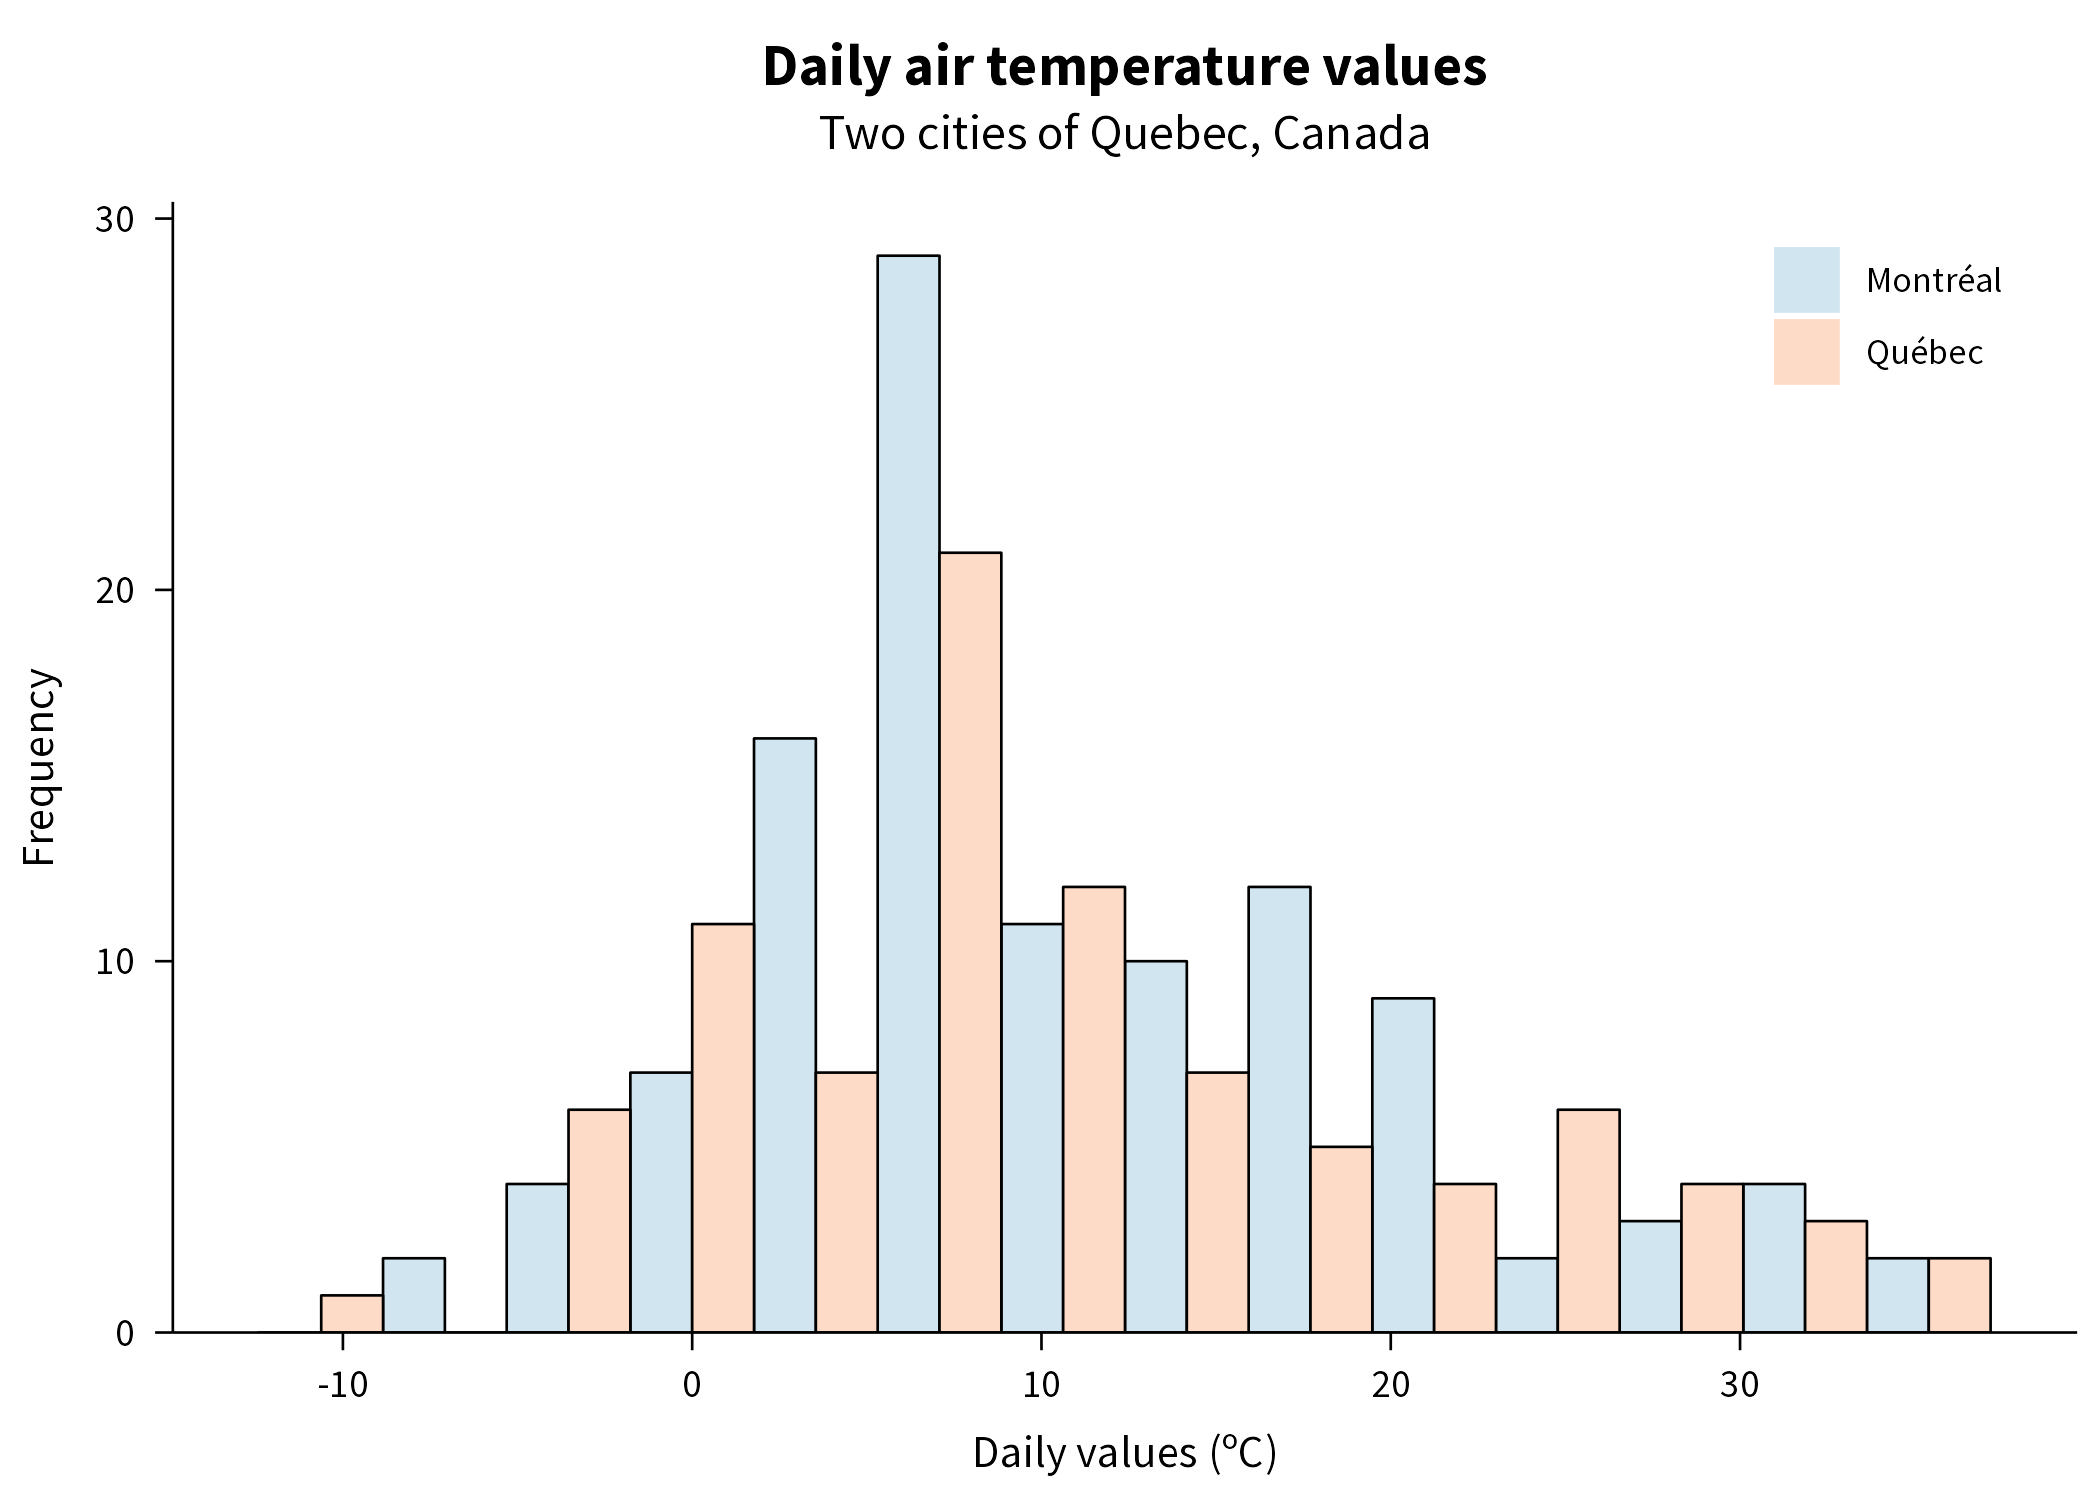 Daily air temperature values
Two cities of Quebec, Canada
30
20
10
0
Frequency
Montréal
Québec
-10
0
10
20
30
Daily values (ºC)